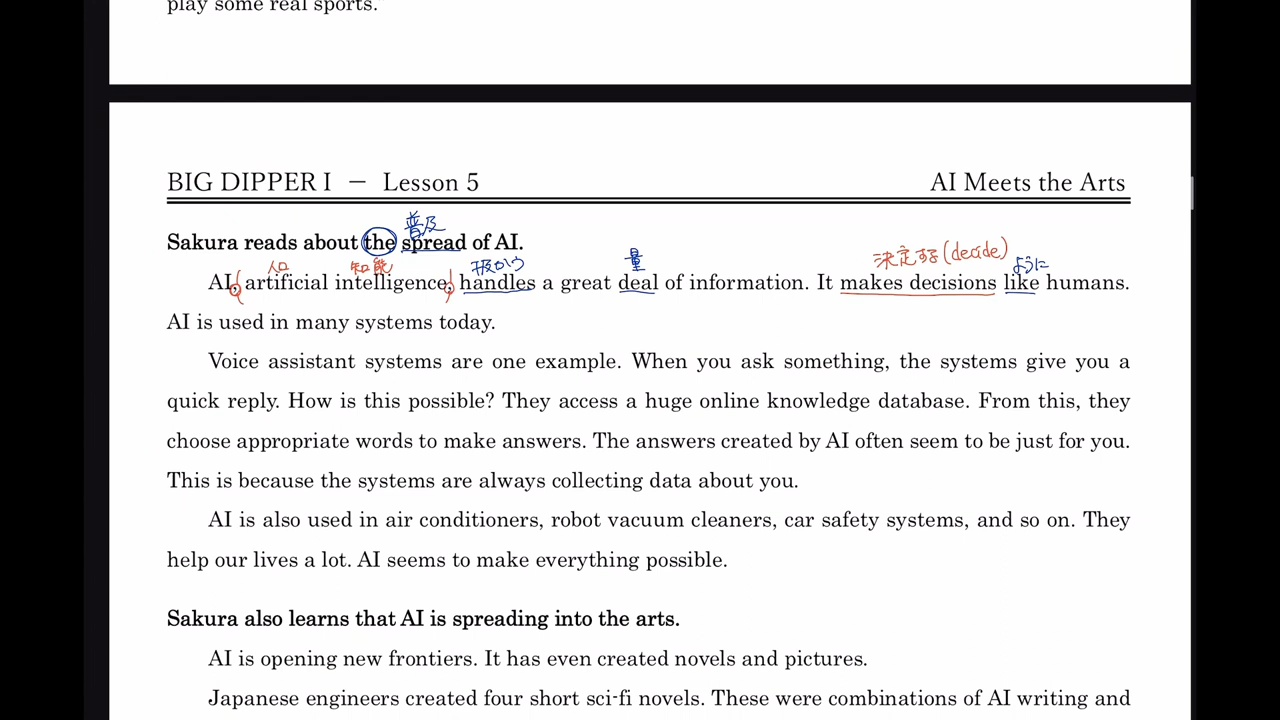 play some real sports.”
BIG DIPPER I － Lesson 5
AI Meets the Arts
普及
Sakura reads about the spread of AI.
人口 知能 扱かう 量 決定する(decide) ように
AI, artificial intelligence, handles a great deal of information. It makes decisions like humans.
AI is used in many systems today.
Voice assistant systems are one example. When you ask something, the systems give you a
quick reply. How is this possible? They access a huge online knowledge database. From this, they
choose appropriate words to make answers. The answers created by AI often seem to be just for you.
This is because the systems are always collecting data about you.
AI is also used in air conditioners, robot vacuum cleaners, car safety systems, and so on. They
help our lives a lot. AI seems to make everything possible.
Sakura also learns that AI is spreading into the arts.
AI is opening new frontiers. It has even created novels and pictures.
Japanese engineers created four short sci-fi novels. These were combinations of AI writing and